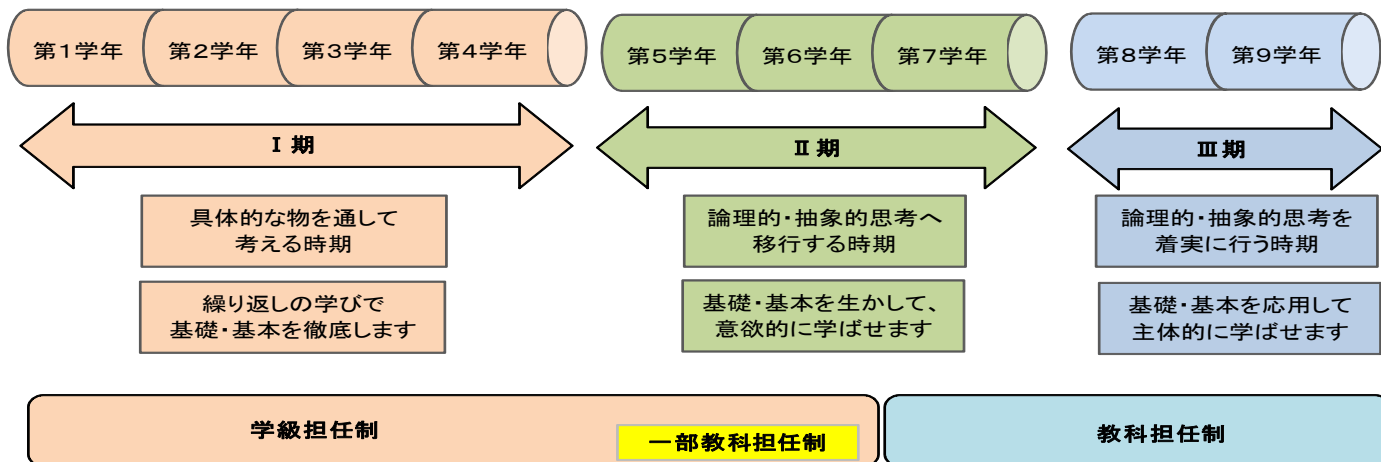 第1学年 第2学年 第3学年 第4学年 第5学年 第6学年 第7学年 第8学年 第9学年
Ⅰ期 Ⅱ期 Ⅲ期
具体的な物を通して
考える時期
論理的・抽象的思考へ
移行する時期
論理的・抽象的思考を
着実に行う時期
繰り返しの学びで
基礎・基本を徹底します
基礎・基本を生かして、
意欲的に学ばせます
基礎・基本を応用して
主体的に学ばせます
学級担任制 一部教科担任制 教科担任制